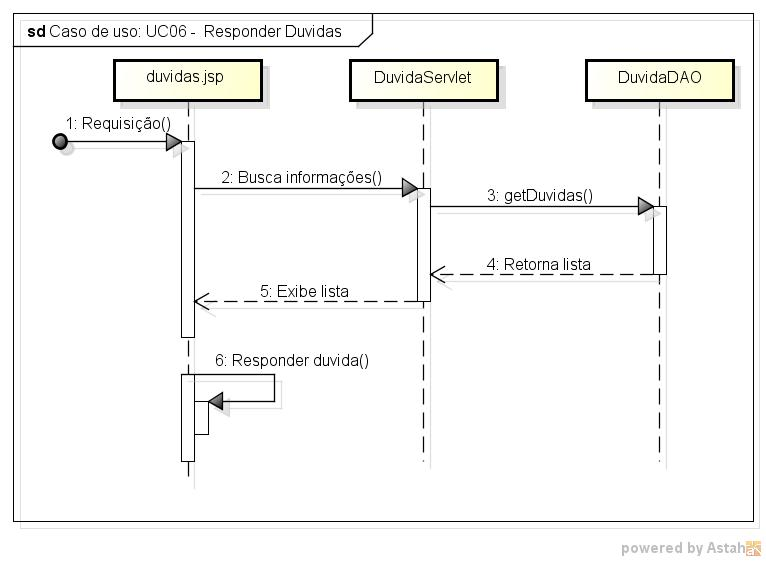 sd Caso de uso: UC06 - Responder Duvidas
duvidas.jsp
DuvidaServlet
DuvidaDAO
1: Requisição()
2: Busca informações()
3: getDuvidas()
4: Retorna lista
5: Exibe lista
6: Responder duvida()
powered by Astah